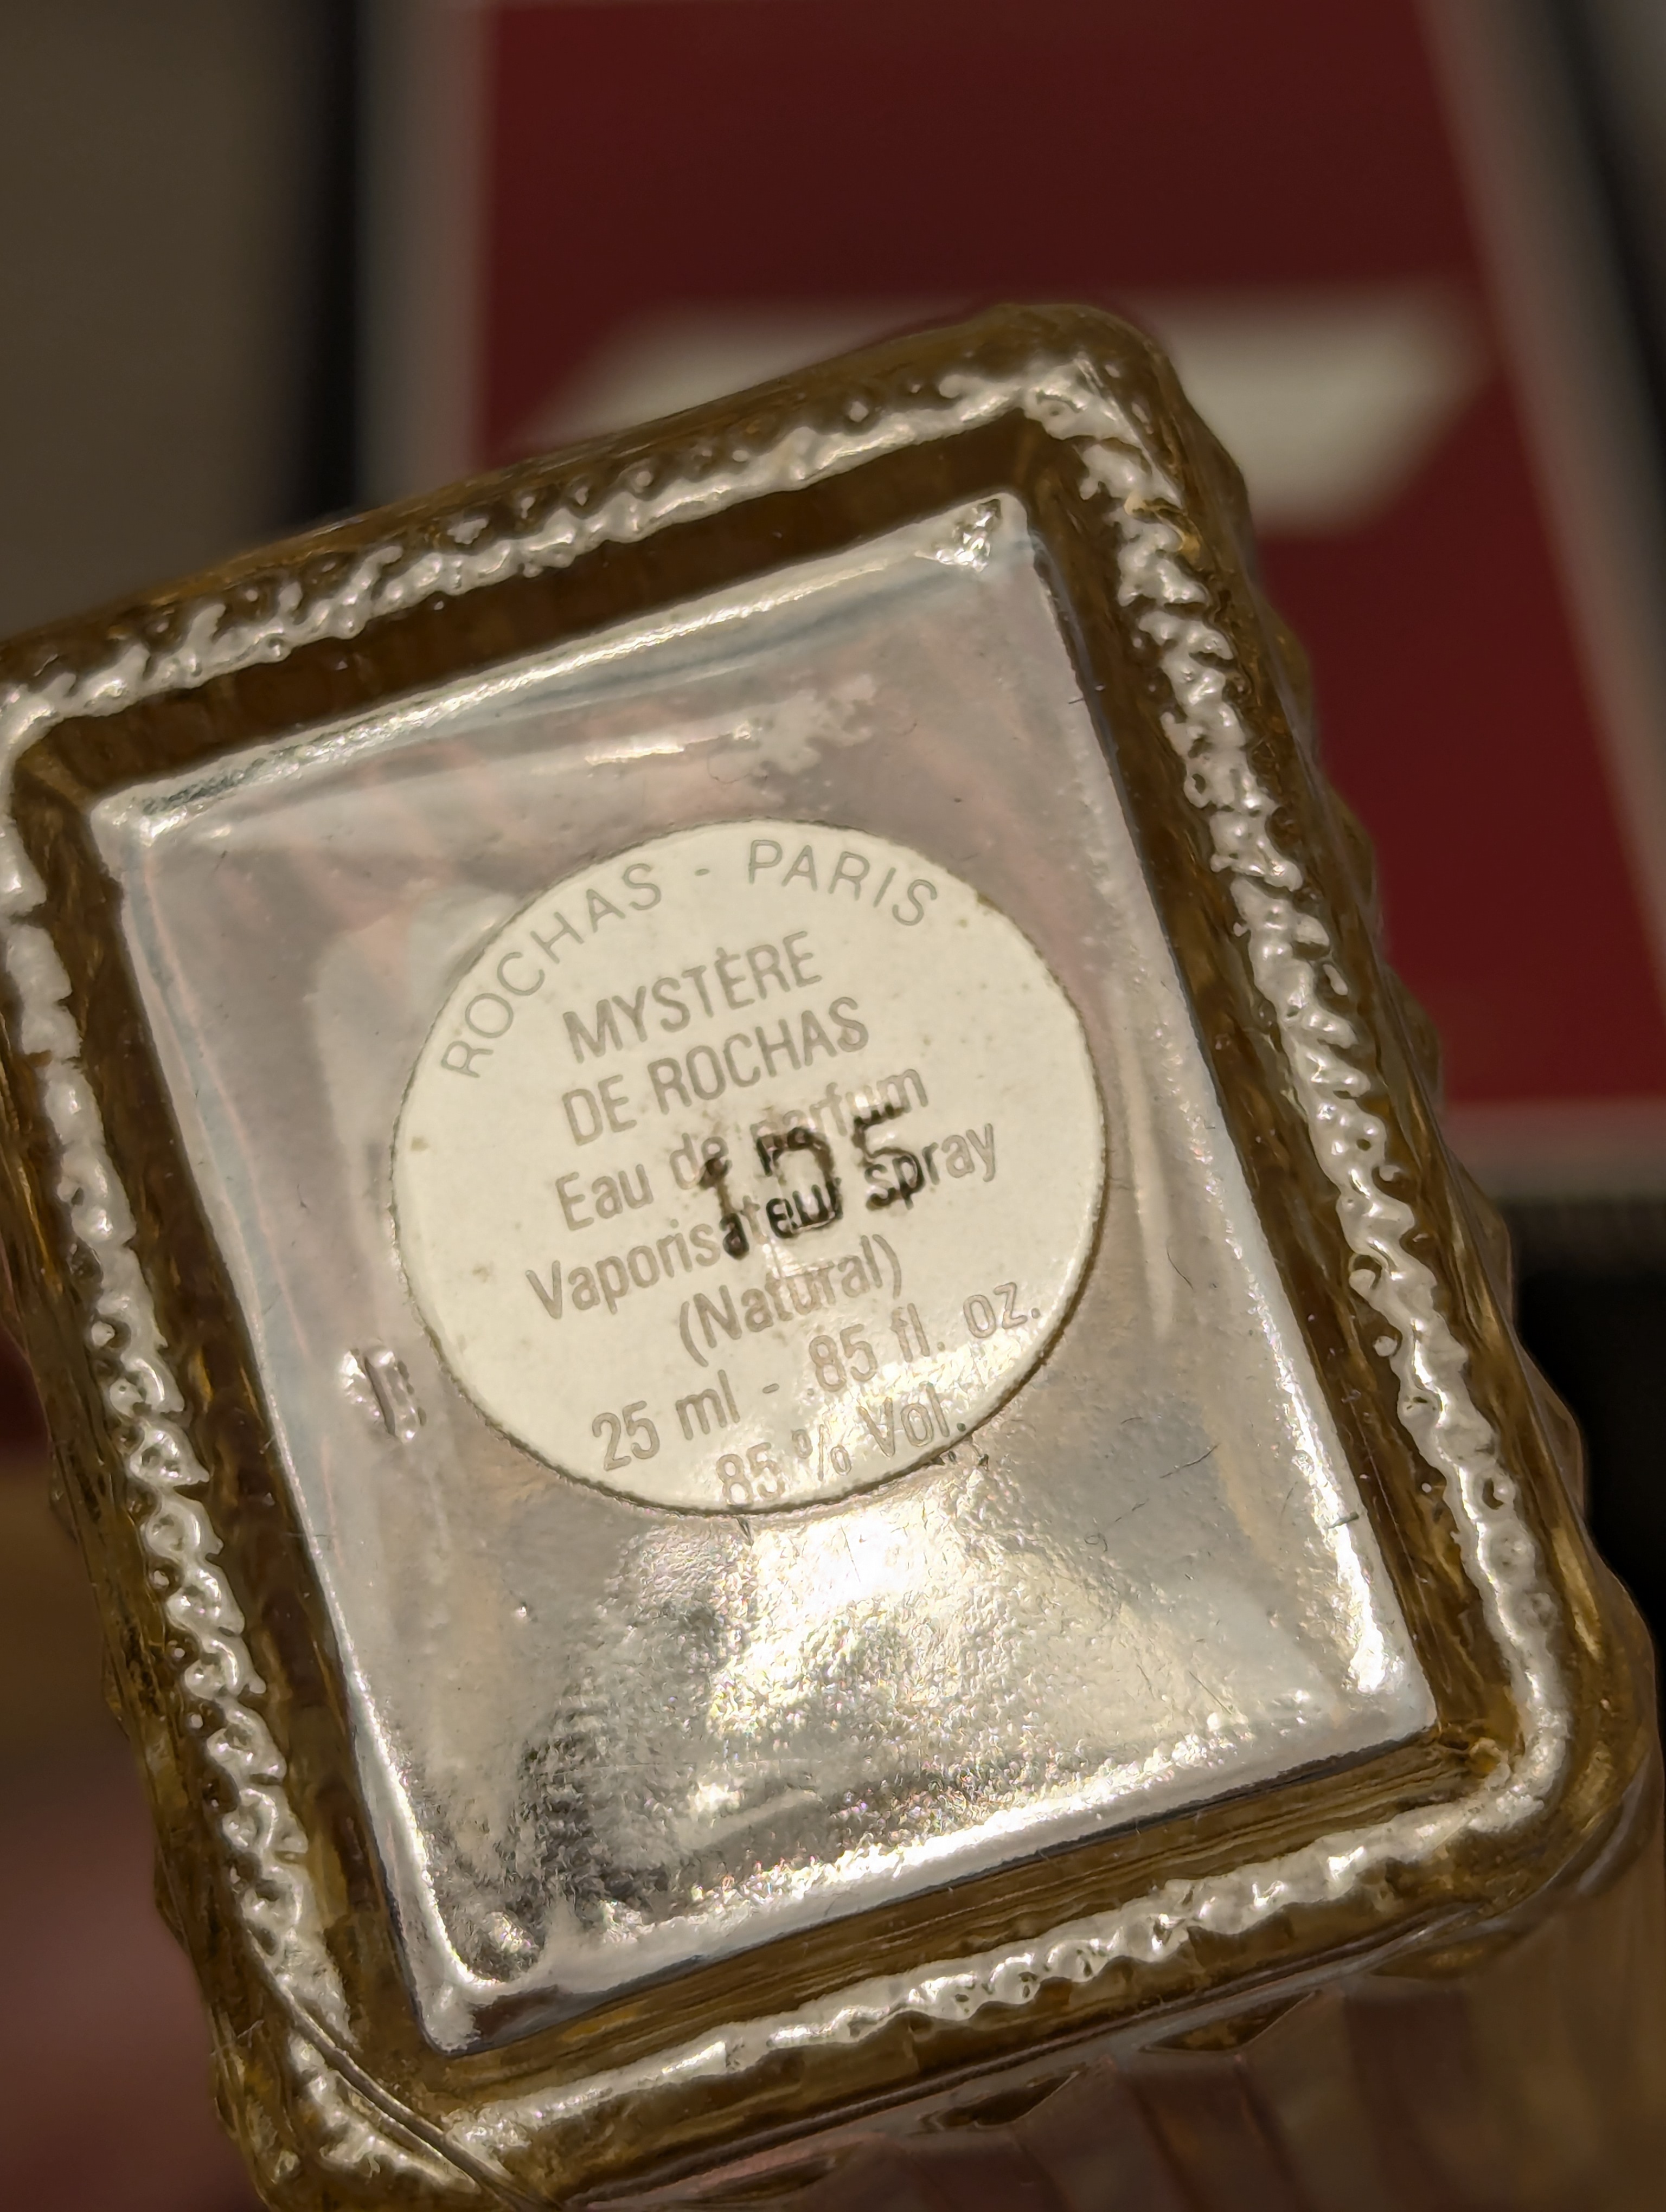 ROCHAS - PARIS
MYSTÈRE
DE ROCHAS
Eau de parfum
105
Vaporisateur spray
(Natural)
25 ml - 85 fl. oz.
85 % Vol.